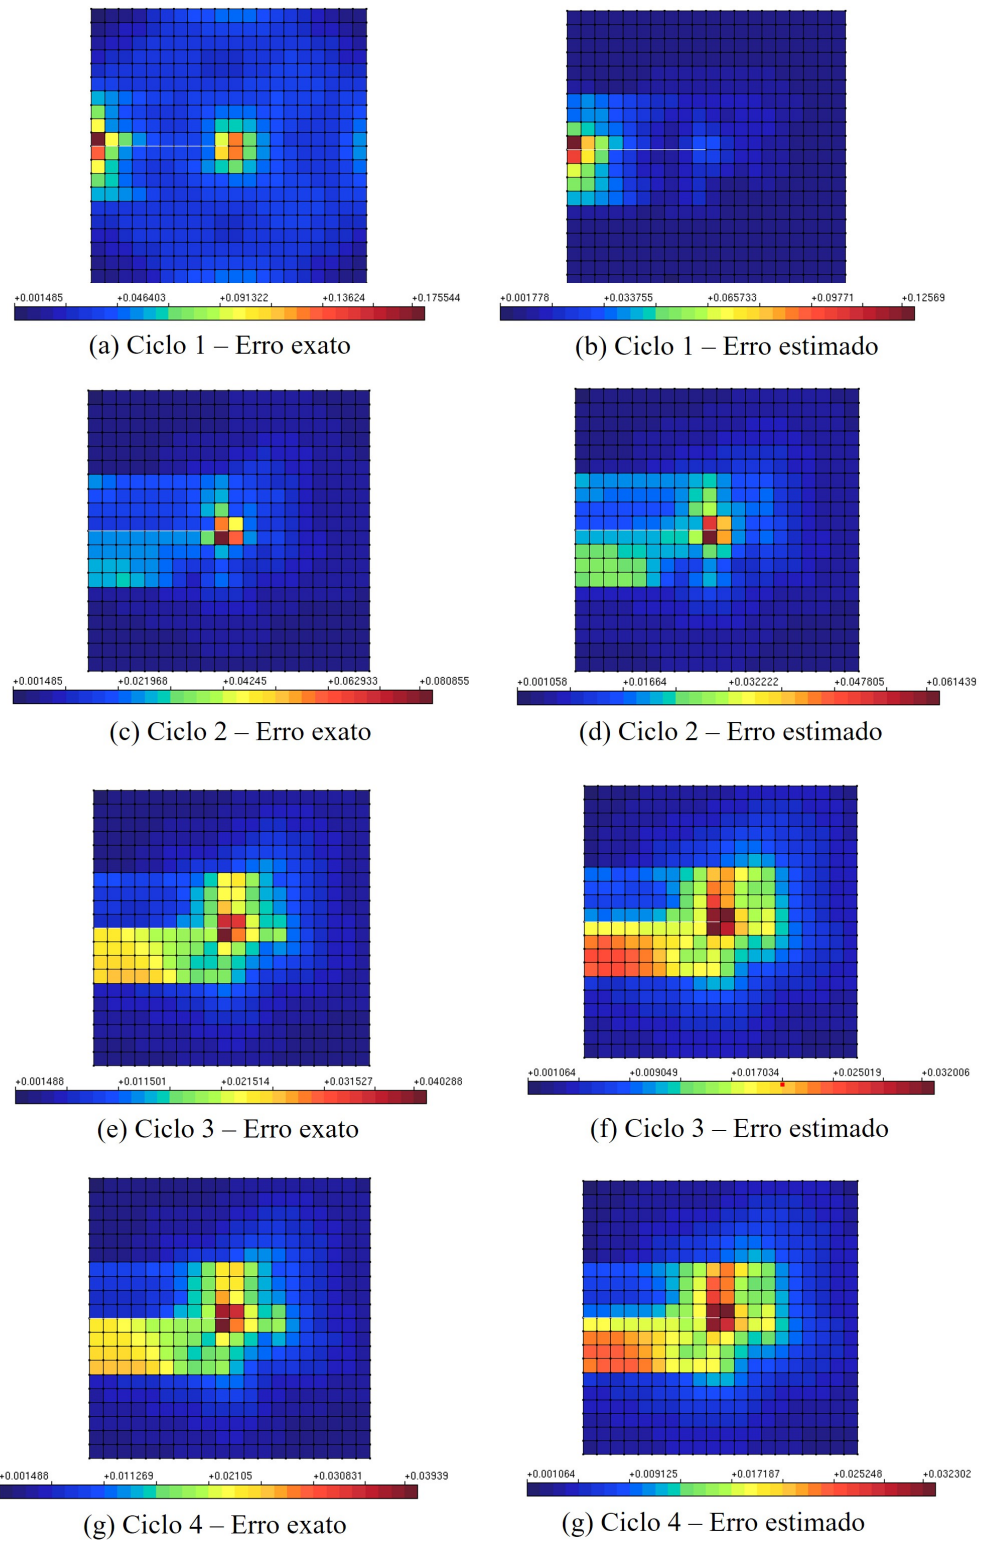 +0.001485 +0.046403 +0.091322 +0.13624 +0.175544
(a) Ciclo 1 – Erro exato
+0.001778 +0.033755 +0.065733 +0.09771 +0.12569
(b) Ciclo 1 – Erro estimado
+0.001485 +0.021968 +0.04245 +0.062933 +0.080855
(c) Ciclo 2 – Erro exato
+0.001058 +0.01664 +0.032222 +0.047805 +0.061439
(d) Ciclo 2 – Erro estimado
+0.001488 +0.011501 +0.021514 +0.031527 +0.040288
(e) Ciclo 3 – Erro exato
+0.001064 +0.009049 +0.017034 +0.025019 +0.032006
(f) Ciclo 3 – Erro estimado
+0.001488 +0.011269 +0.02105 +0.030831 +0.03939
(g) Ciclo 4 – Erro exato
+0.001064 +0.009125 +0.017187 +0.025248 +0.032302
(g) Ciclo 4 – Erro estimado